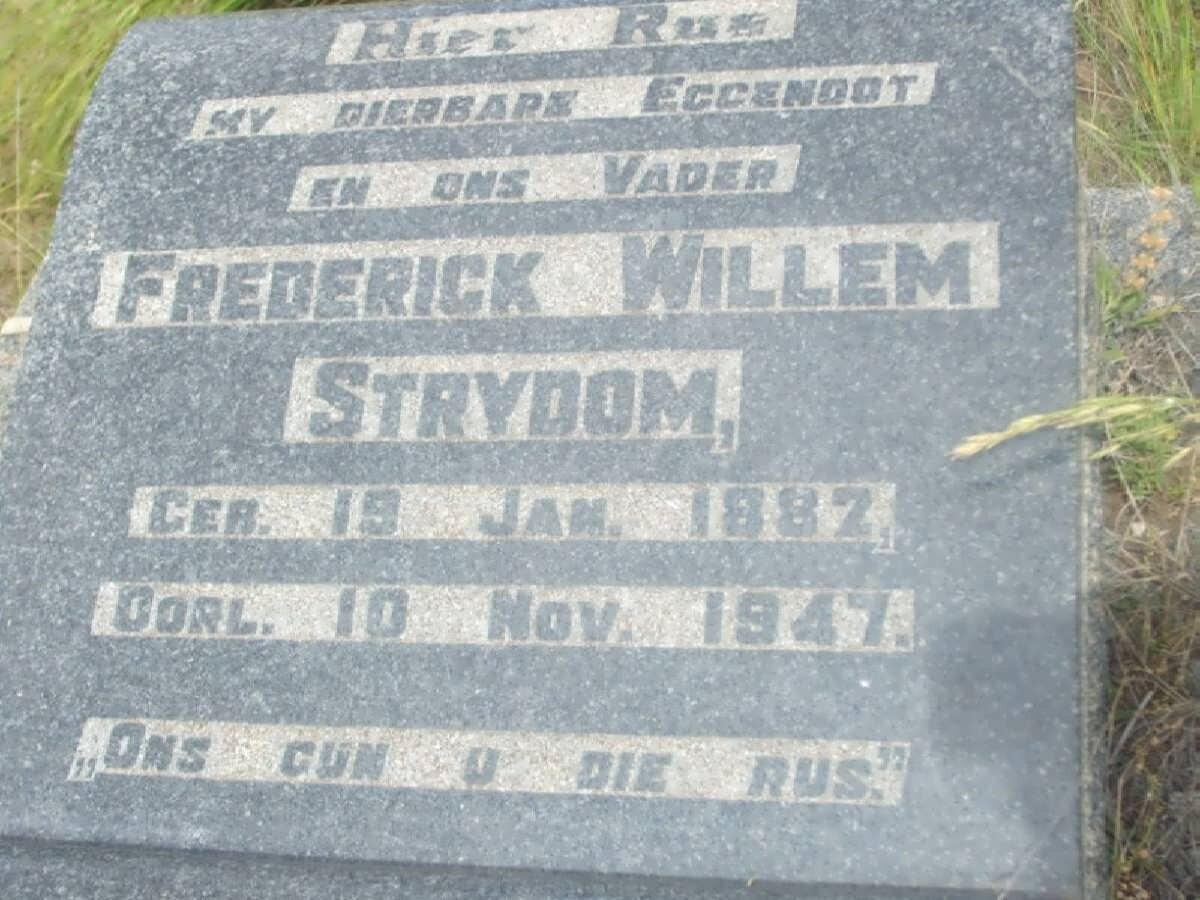 Hier Rus
MY DIERBARE EGGENOOT
EN ONS VADER
FREDERICK WILLEM
STRYDOM,
GEB. 19 JAN. 1882,
OORL. 10 NOV. 1947.
„ONS GUN U DIE RUS.”